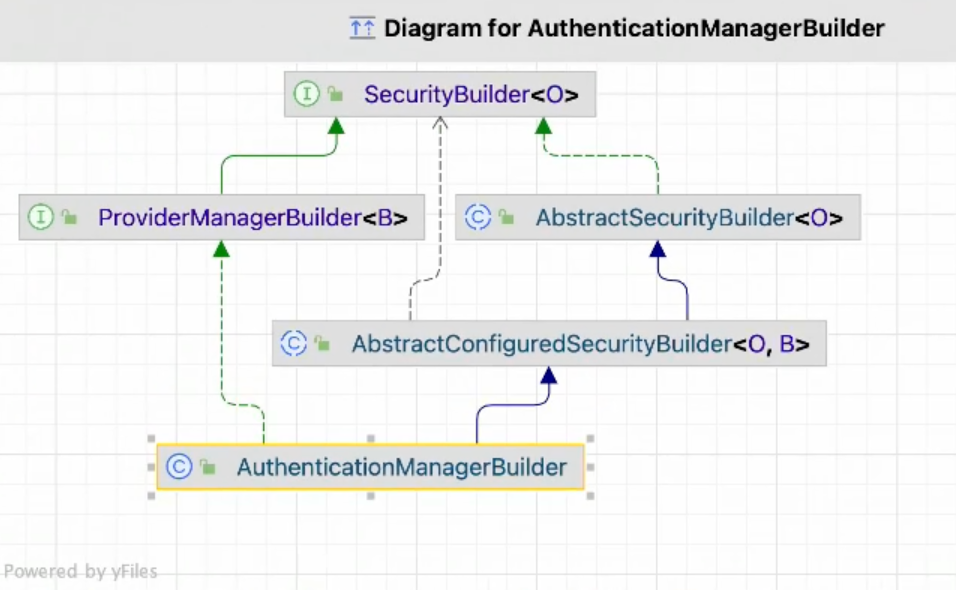 Diagram for AuthenticationManagerBuilder
I SecurityBuilder<O>
I ProviderManagerBuilder<B>
C AbstractSecurityBuilder<O>
C AbstractConfiguredSecurityBuilder<O, B>
C AuthenticationManagerBuilder
Powered by yFiles